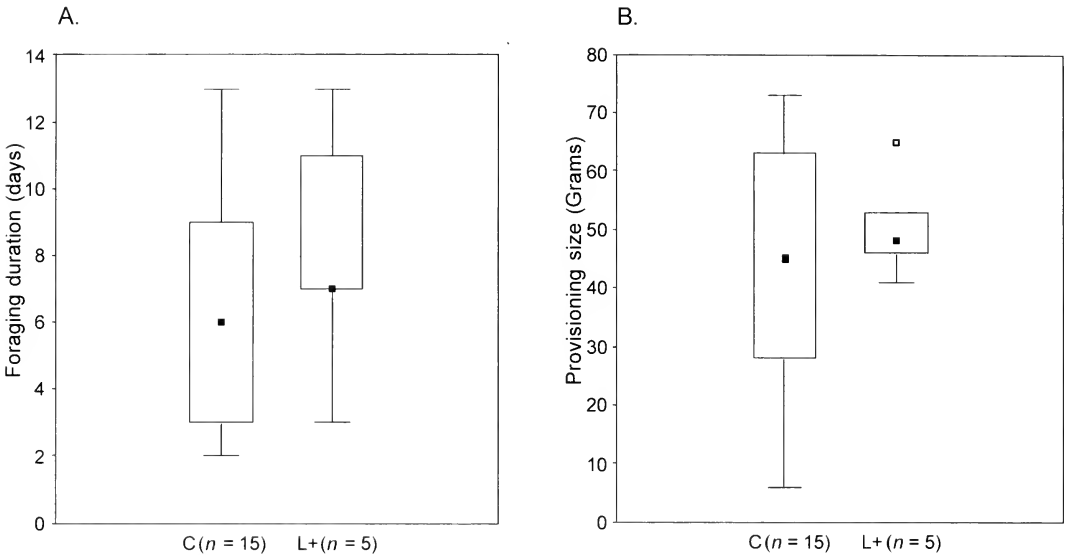 A.
Foraging duration (days)
14
12
10
8
6
4
2
0
C (n = 15) L+ (n = 5)
B.
Provisioning size (Grams)
80
70
60
50
40
30
20
10
0
C (n = 15) L+ (n = 5)